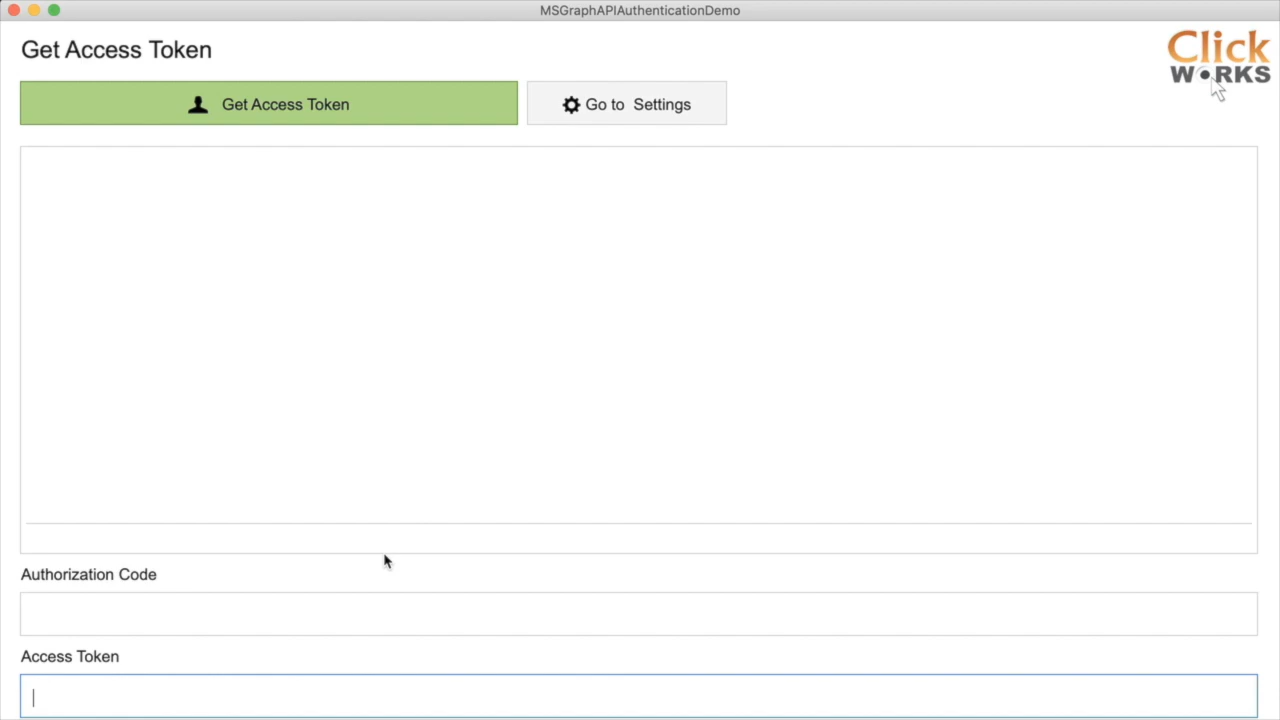 MSGraphAPIAuthenticationDemo
Get Access Token
Click
WORKS
Get Access Token
Go to Settings
Authorization Code
Access Token